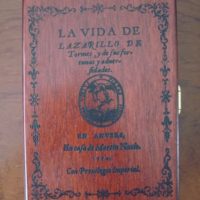 LA VIDA DE
LAZARILLO DE
Tormes, y de sus for-
tunas y aduer-
sidades.
EN ANVERS,
En casa de Martin Nucio.
Con Preuilegio Imperial.